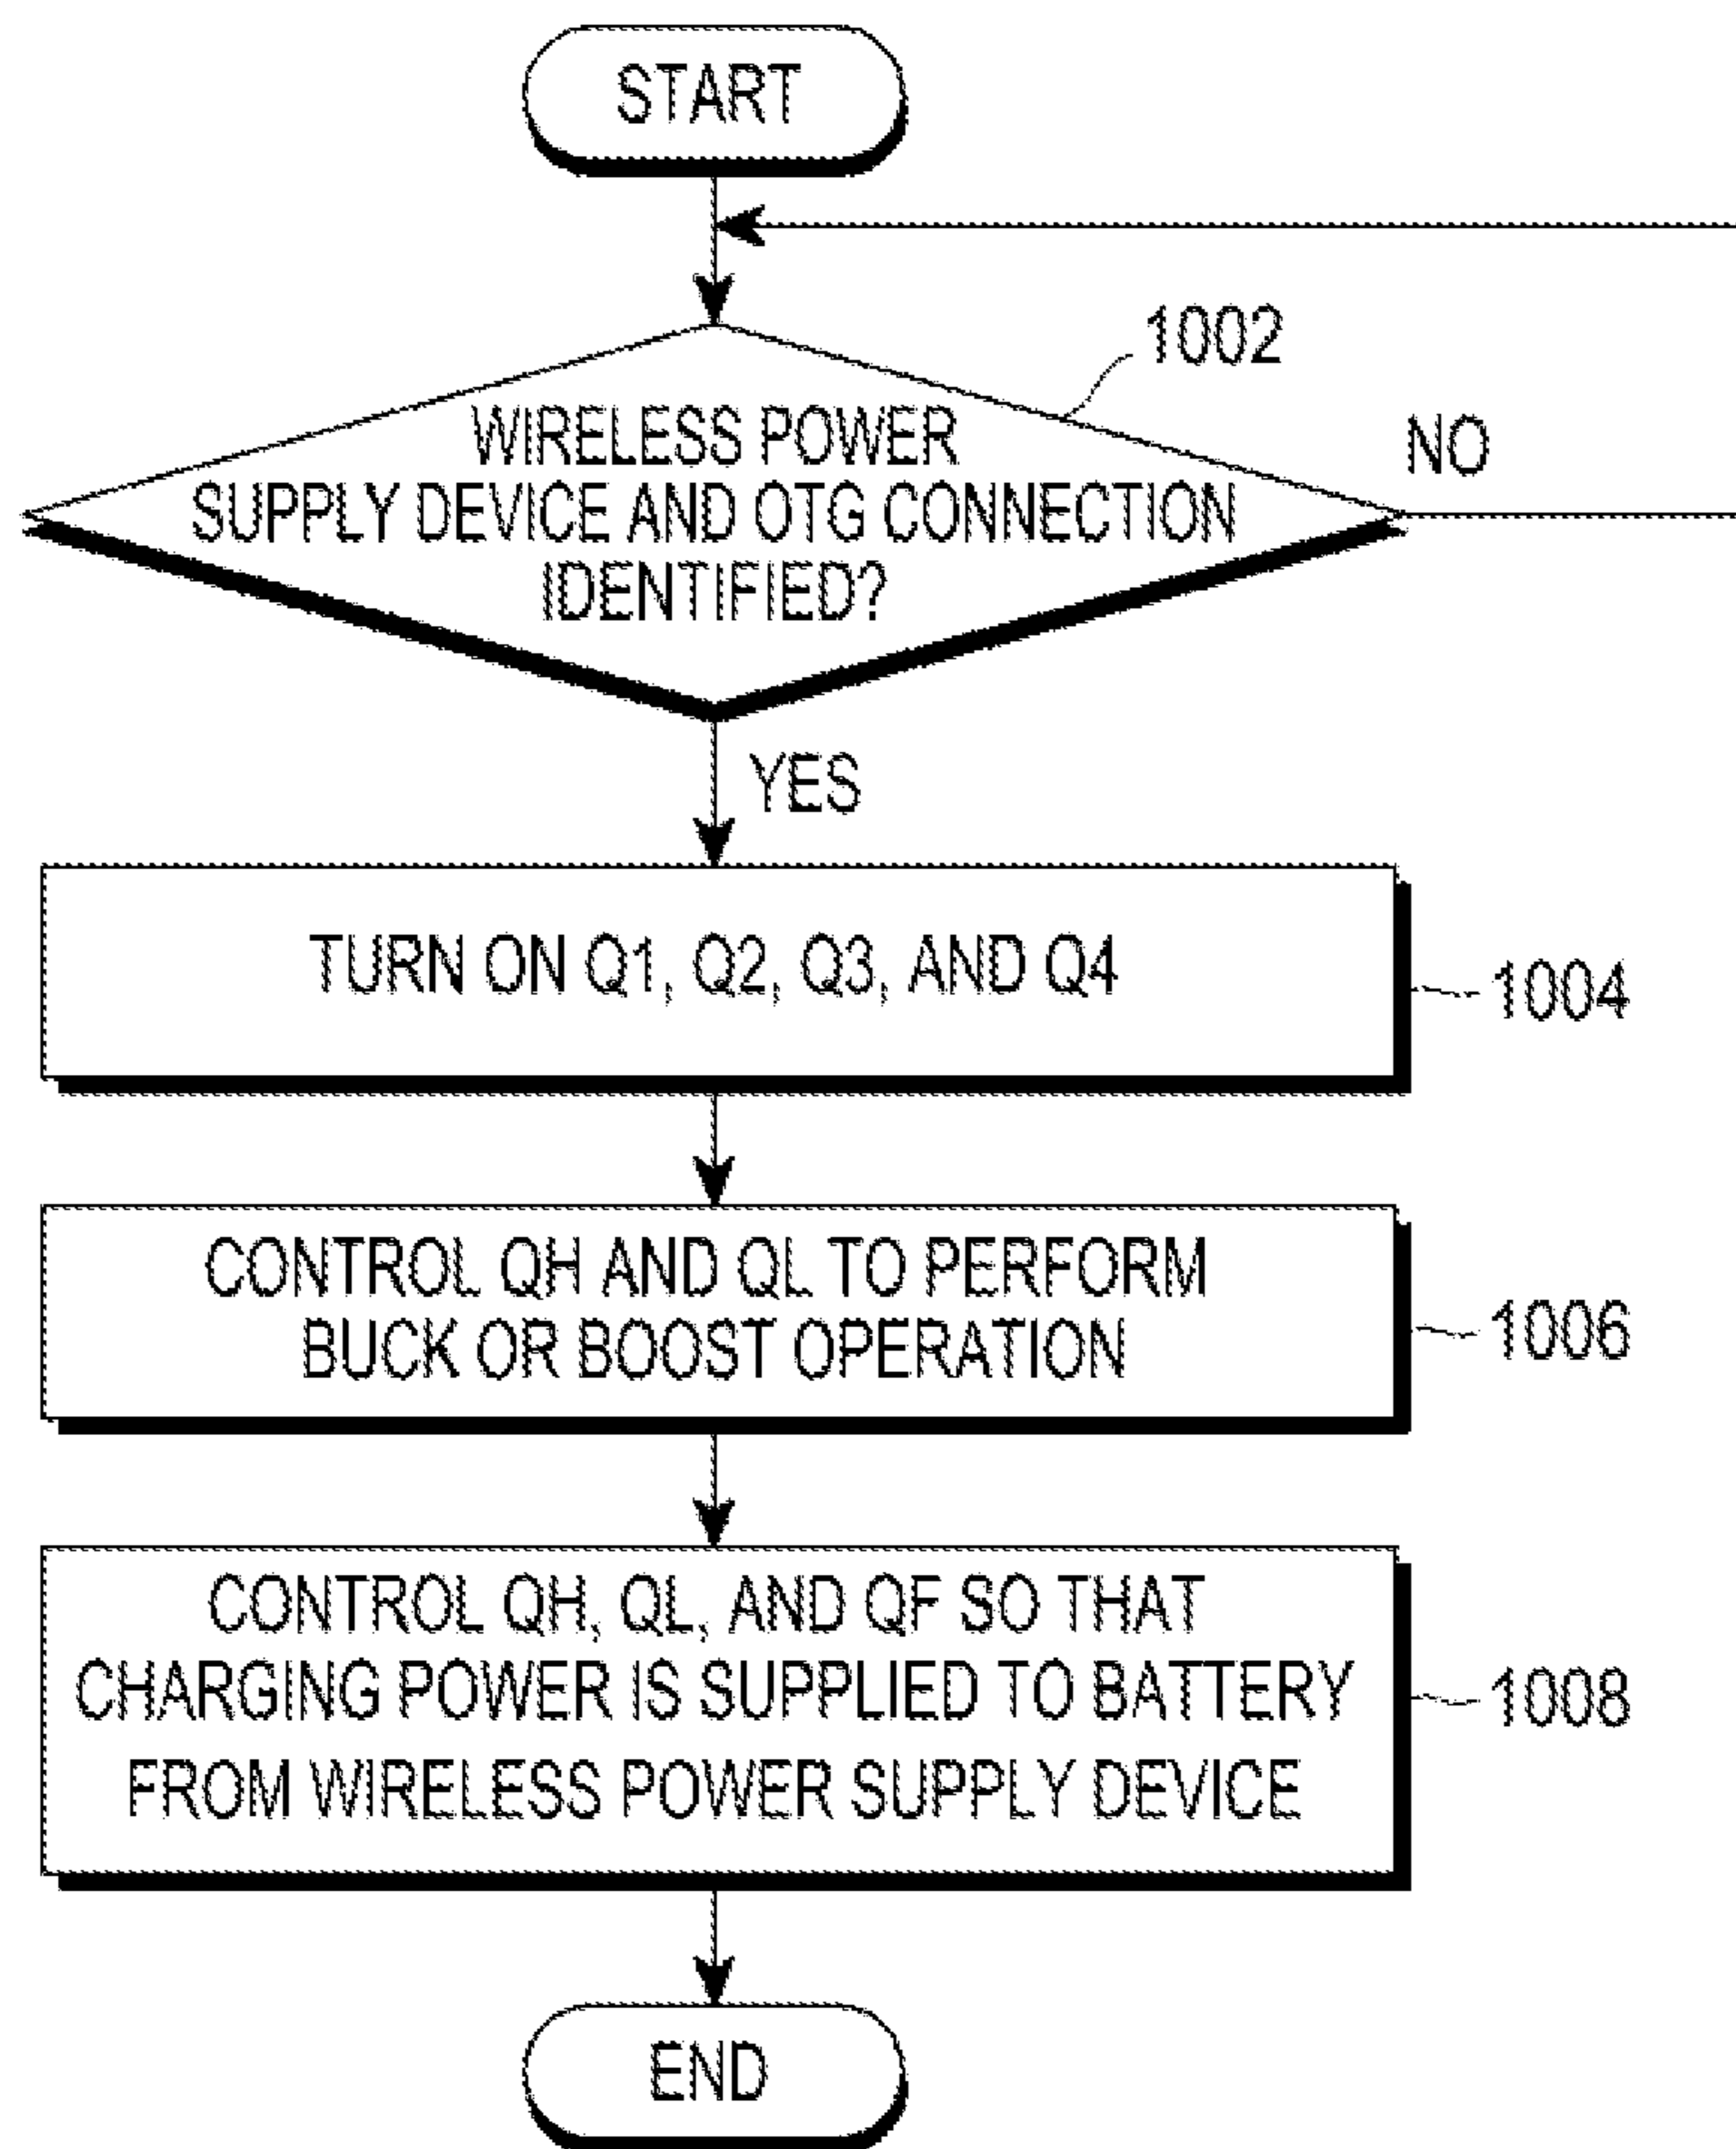 START
1002
WIRELESS POWER
NO
SUPPLY DEVICE AND OTG CONNECTION
IDENTIFIED?
YES
TURN ON Q1, Q2, Q3, AND Q4
1004
CONTROL QH AND QL TO PERFORM
BUCK OR BOOST OPERATION
1006
CONTROL QH, QL, AND QF SO THAT
CHARGING POWER IS SUPPLIED TO BATTERY
FROM WIRELESS POWER SUPPLY DEVICE
1008
END